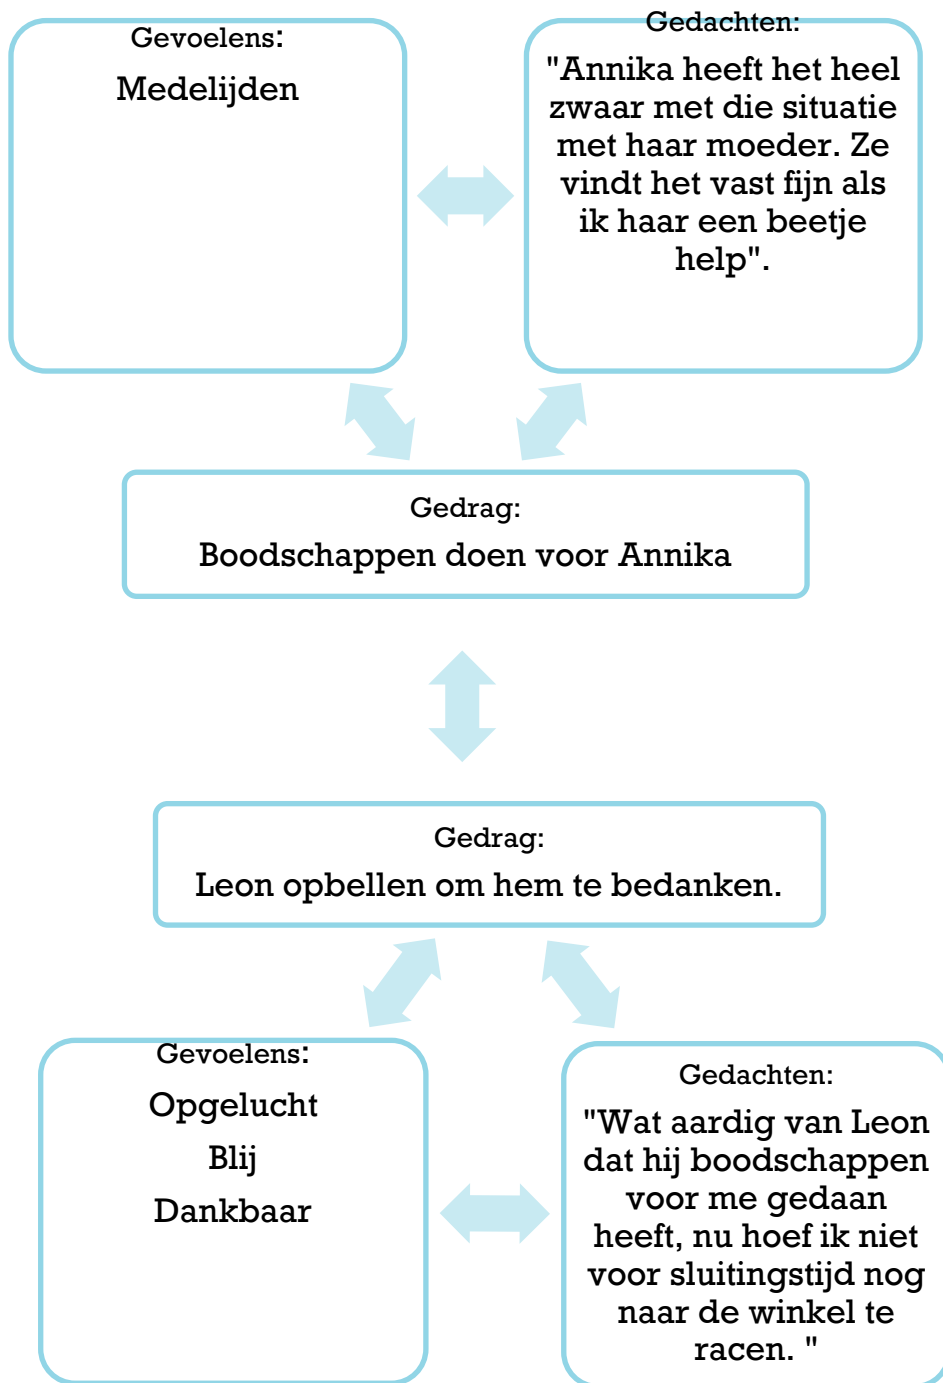 Gevoelens:
Medelijden
Gedachten:
"Annika heeft het heel
zwaar met die situatie
met haar moeder. Ze
vindt het vast fijn als
ik haar een beetje
help".
Gedrag:
Boodschappen doen voor Annika
Gedrag:
Leon opbellen om hem te bedanken.
Gevoelens:
Opgelucht
Blij
Dankbaar
Gedachten:
"Wat aardig van Leon
dat hij boodschappen
voor me gedaan
heeft, nu hoef ik niet
voor sluitingstijd nog
naar de winkel te
racen. "